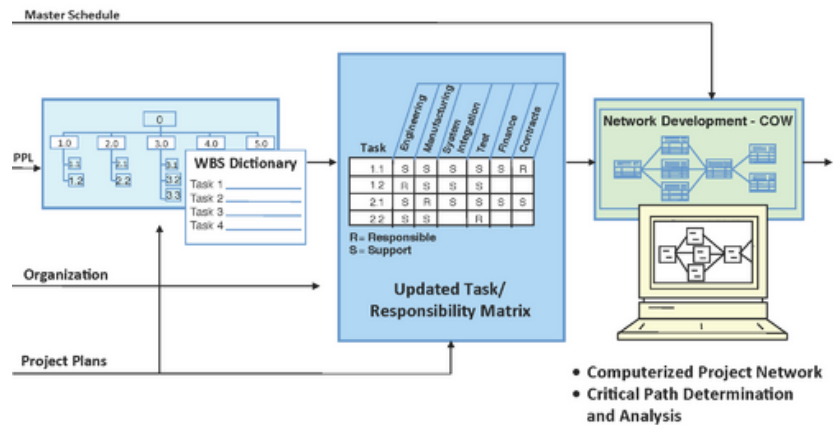 Master Schedule
PPL
0
1.0 2.0 3.0 4.0 5.0
1.1 2.1 3.1
1.2 2.2 3.2
3.3
WBS Dictionary
Task 1
Task 2
Task 3
Task 4
Organization
Project Plans
Task Engineering Manufacturing System Integration Test Finance Contracts
1.1 S S S S S R
1.2 R S S S
2.1 S R S S S S
2.2 S S R
R= Responsible
S= Support
Updated Task/
Responsibility Matrix
Network Development - COW
• Computerized Project Network
• Critical Path Determination
and Analysis